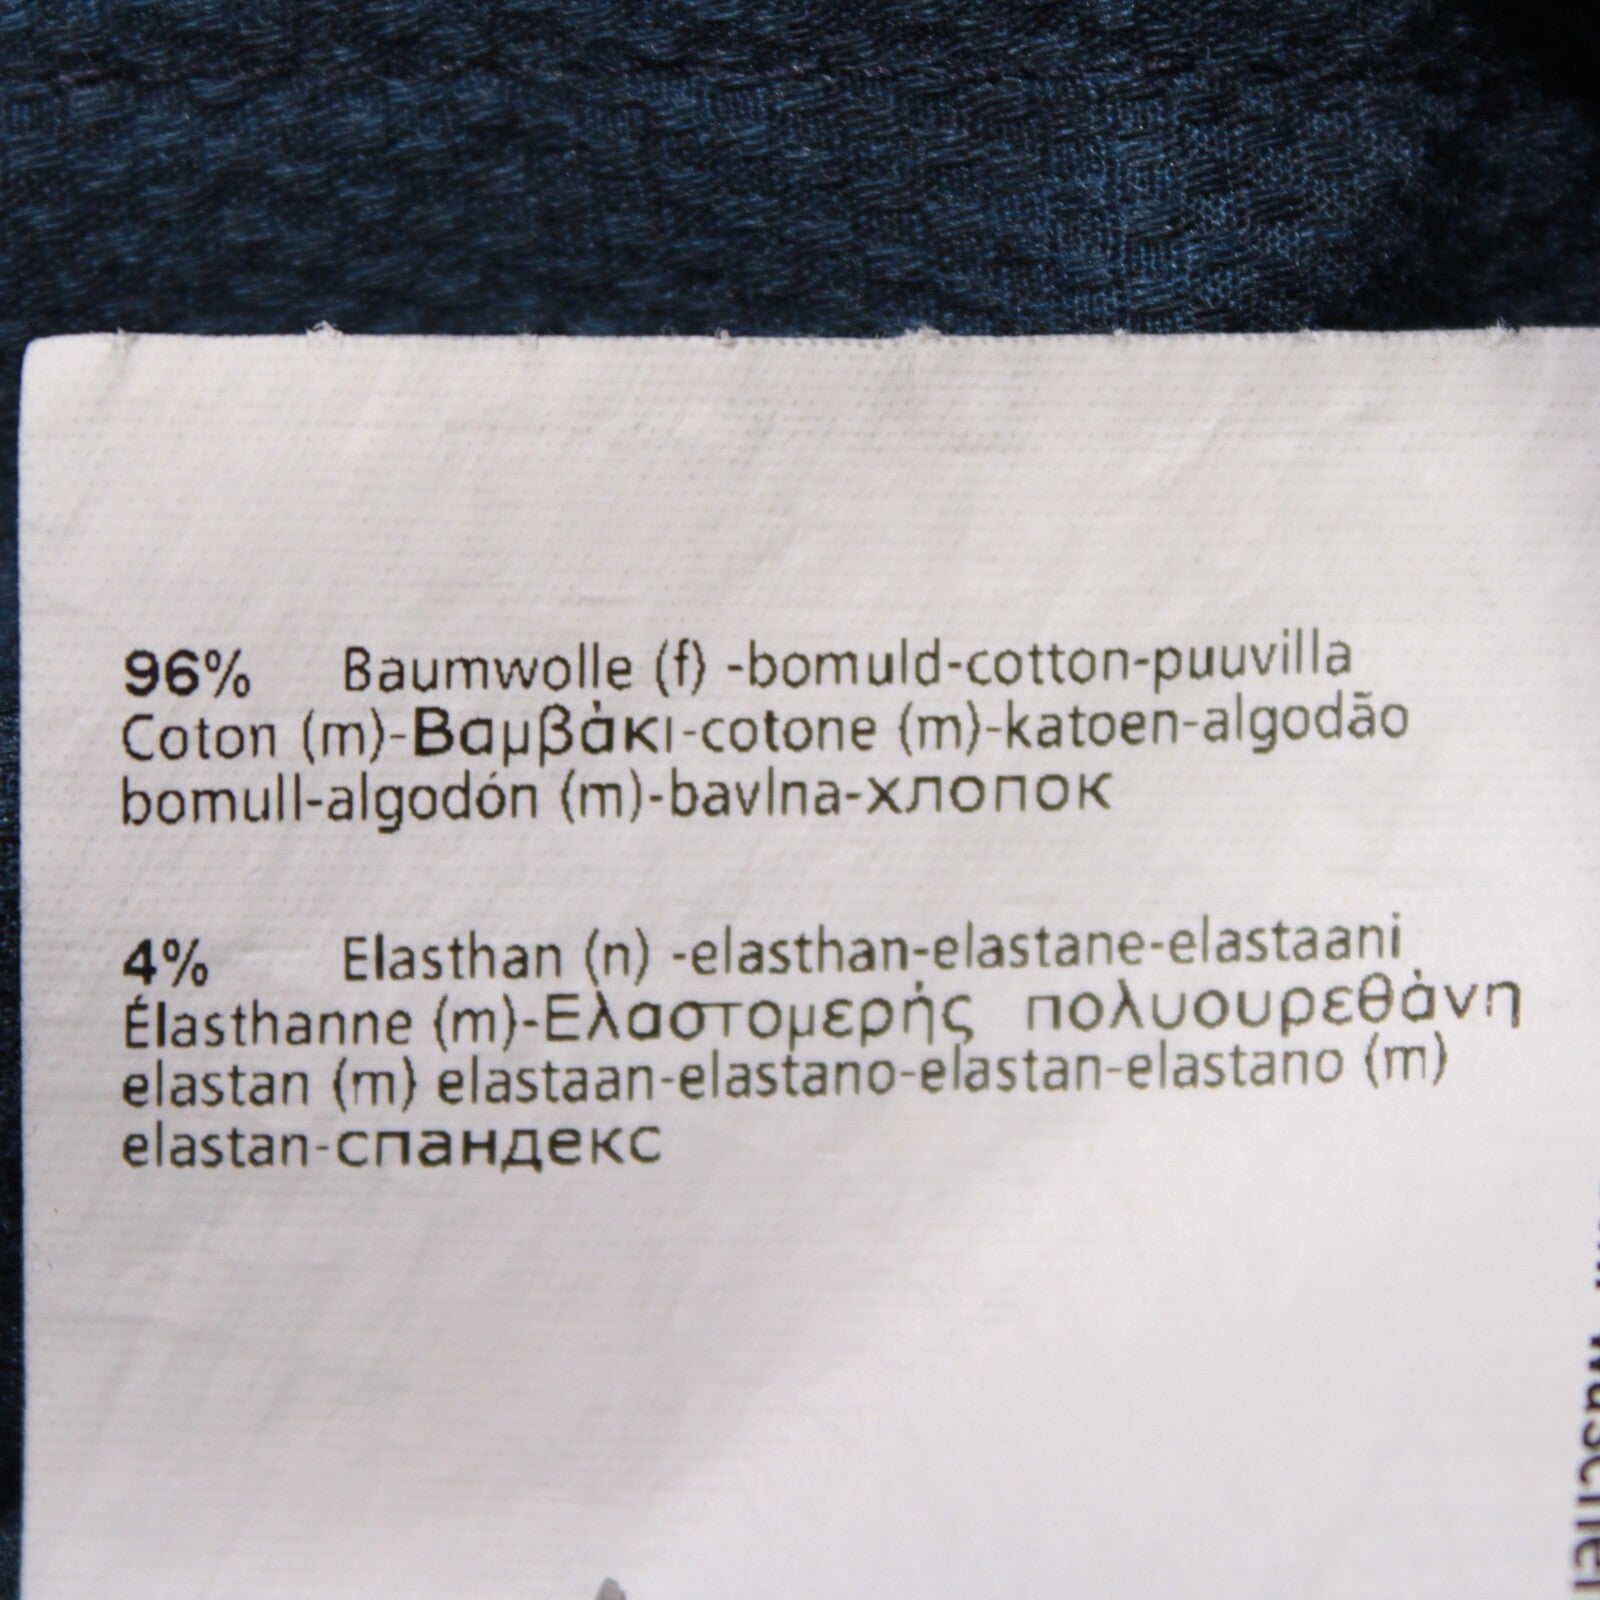 96% Baumwolle (f) -bomuld-cotton-puuvilla
Coton (m)-Βαμβάκι-cotone (m)-katoen-algodão
bomull-algodón (m)-bavlna-хлопок
4% Elasthan (n) -elasthan-elastane-elastaani
Élasthanne (m)-Ελαστομερής πολυουρεθάνη
elastan (m) elastaan-elastano-elastan-elastano (m)
elastan-спандекс